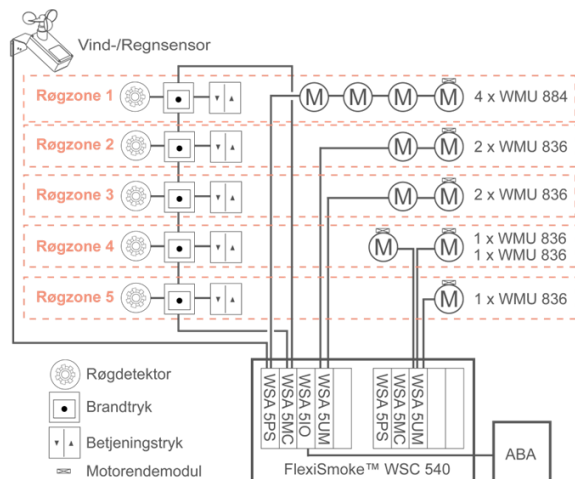 Vind-/Regnsensor
Røgzone 1
M M M M
4 x WMU 884
Røgzone 2
M M
2 x WMU 836
Røgzone 3
M M
2 x WMU 836
Røgzone 4
M M
1 x WMU 836
1 x WMU 836
Røgzone 5
M
1 x WMU 836
Røgdetektor
Brandtryk
Betjeningstryk
Motorendemodul
WSA 5PS
WSA 5MC
WSA 5IO
WSA 5UM
WSA 5PS
WSA 5MC
WSA 5UM
FlexiSmoke™ WSC 540
ABA